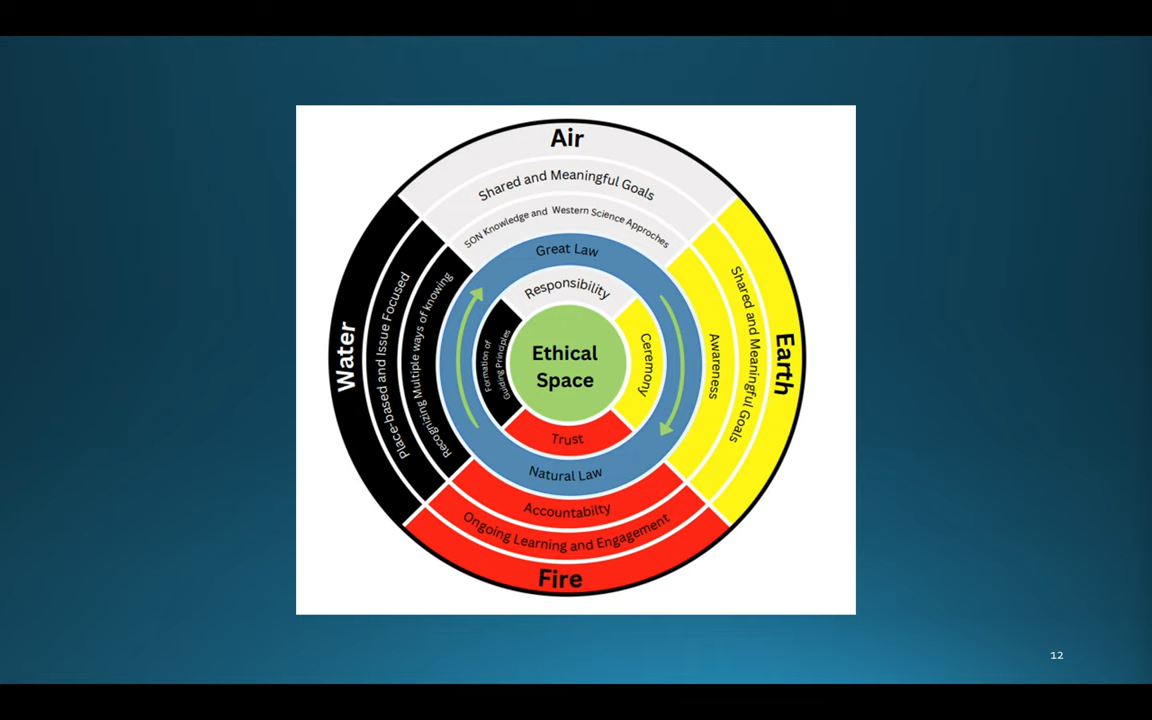 Air
Shared and Meaningful Goals
SON Knowledge and Western Science Approches
Great Law
Responsibility
Water
Place-based and Issue Focused
Recognizing Multiple ways of knowing
Formation of
Guiding Principles
Ethical
Space
Ceremony
Awareness
Shared and Meaningful Goals
Earth
Trust
Natural Law
Accountabilty
Ongoing Learning and Engagement
Fire
12